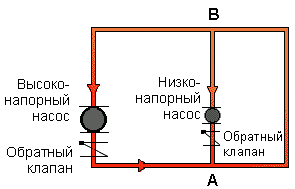 B
Высоко-
напорный
насос
Низко-
напорный
насос
Обратный
клапан
Обратный
клапан
A